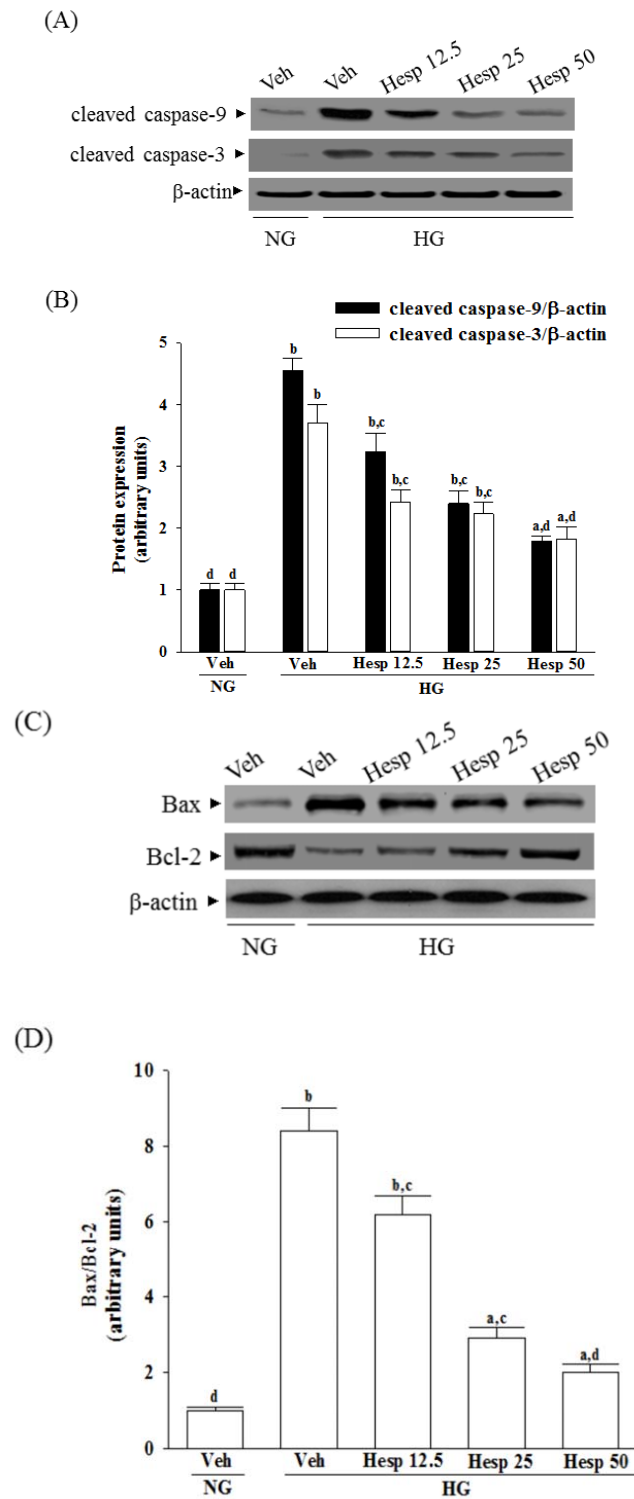 (A)
Veh Veh Hesp 12.5 Hesp 25 Hesp 50
cleaved caspase-9
cleaved caspase-3
β-actin
NG HG
(B)
cleaved caspase-9/β-actin
cleaved caspase-3/β-actin
Protein expression
(arbitrary units)
5
4
3
2
1
0
b
b
b,c
b,c
b,c b,c
a,d a,d
d d
Veh Veh Hesp 12.5 Hesp 25 Hesp 50
NG HG
(C)
Veh Veh Hesp 12.5 Hesp 25 Hesp 50
Bax
Bcl-2
β-actin
NG HG
(D)
Bax/Bcl-2
(arbitrary units)
10
8
6
4
2
0
b
b,c
a,c
a,d
d
Veh Veh Hesp 12.5 Hesp 25 Hesp 50
NG HG